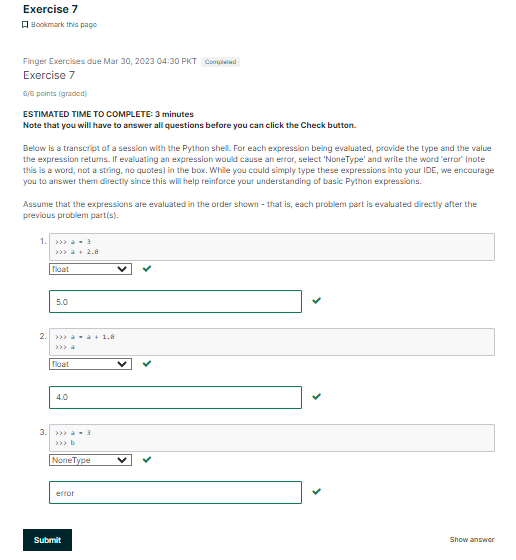 Exercise 7
Bookmark this page
Finger Exercises due Mar 30, 2023 04:30 PKT Completed
Exercise 7
6/6 points (graded)
ESTIMATED TIME TO COMPLETE: 3 minutes
Note that you will have to answer all questions before you can click the Check button.
Below is a transcript of a session with the Python shell. For each expression being evaluated, provide the type and the value
the expression returns. If evaluating an expression would cause an error, select 'NoneType' and write the word 'error' (note
this is a word, not a string, no quotes) in the box. While you could simply type these expressions into your IDE, we encourage
you to answer them directly since this will help reinforce your understanding of basic Python expressions.
Assume that the expressions are evaluated in the order shown - that is, each problem part is evaluated directly after the
previous problem part(s).
1. >>> a = 3
>>> a + 2.0
float
5.0
2. >>> a = a + 1.0
>>> a
float
4.0
3. >>> a = 3
>>> b
NoneType
error
Submit
Show answer